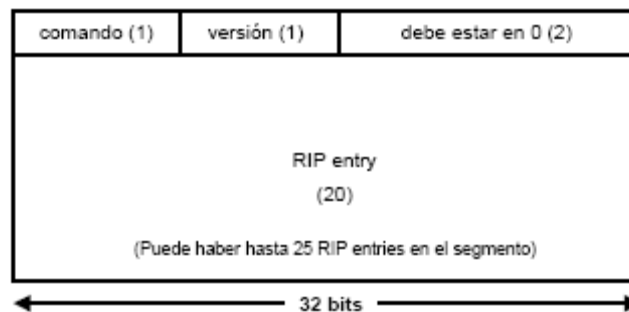 comando (1) versión (1) debe estar en 0 (2)
RIP entry
(20)
(Puede haber hasta 25 RIP entries en el segmento)
32 bits